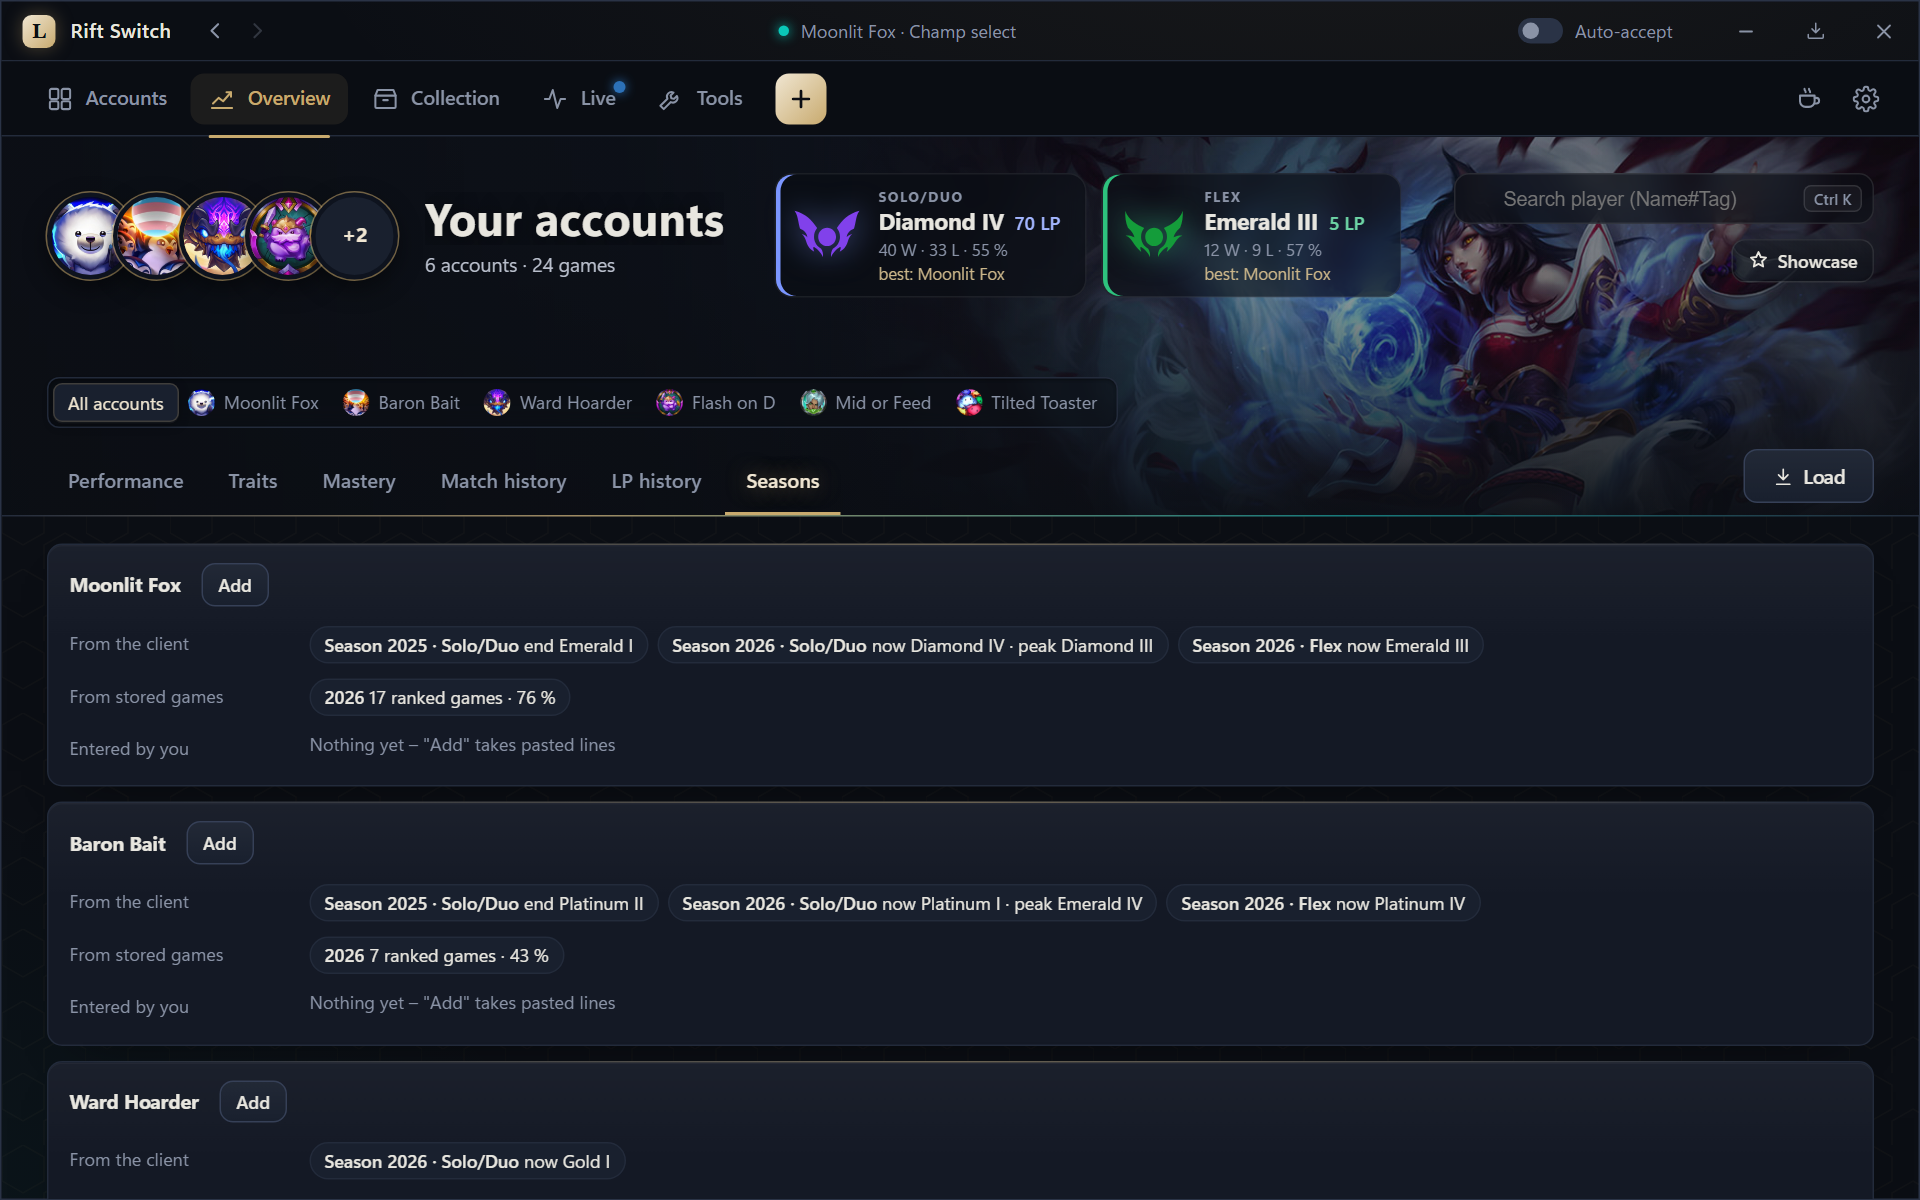 L Rift Switch
Moonlit Fox · Champ select
Auto-accept
Accounts
Overview
Collection
Live
Tools
+2
Your accounts
6 accounts · 24 games
SOLO/DUO
Diamond IV 70 LP
40 W · 33 L · 55 %
best: Moonlit Fox
FLEX
Emerald III 5 LP
12 W · 9 L · 57 %
best: Moonlit Fox
Search player (Name#Tag) Ctrl K
Showcase
All accounts
Moonlit Fox
Baron Bait
Ward Hoarder
Flash on D
Mid or Feed
Tilted Toaster
Performance
Traits
Mastery
Match history
LP history
Seasons
Load
Moonlit Fox Add
From the client
Season 2025 · Solo/Duo end Emerald I
Season 2026 · Solo/Duo now Diamond IV · peak Diamond III
Season 2026 · Flex now Emerald III
From stored games
2026 17 ranked games · 76 %
Entered by you
Nothing yet – "Add" takes pasted lines
Baron Bait Add
From the client
Season 2025 · Solo/Duo end Platinum II
Season 2026 · Solo/Duo now Platinum I · peak Emerald IV
Season 2026 · Flex now Platinum IV
From stored games
2026 7 ranked games · 43 %
Entered by you
Nothing yet – "Add" takes pasted lines
Ward Hoarder Add
From the client
Season 2026 · Solo/Duo now Gold I